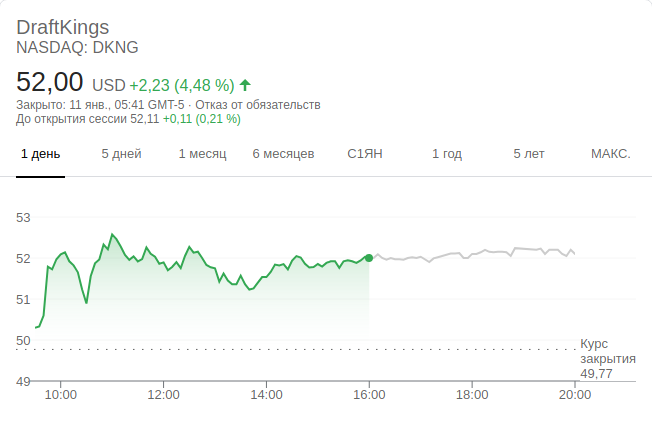 DraftKings
NASDAQ: DKNG
52,00 USD +2,23 (4,48 %)
Закрыто: 11 янв., 05:41 GMT-5 · Отказ от обязательств
До открытия сессии 52,11 +0,11 (0,21 %)
1 день 5 дней 1 месяц 6 месяцев С1ЯН 1 год 5 лет МАКС.
53
52
51
50
Курс
закрытия
49,77
49
10:00 12:00 14:00 16:00 18:00 20:00